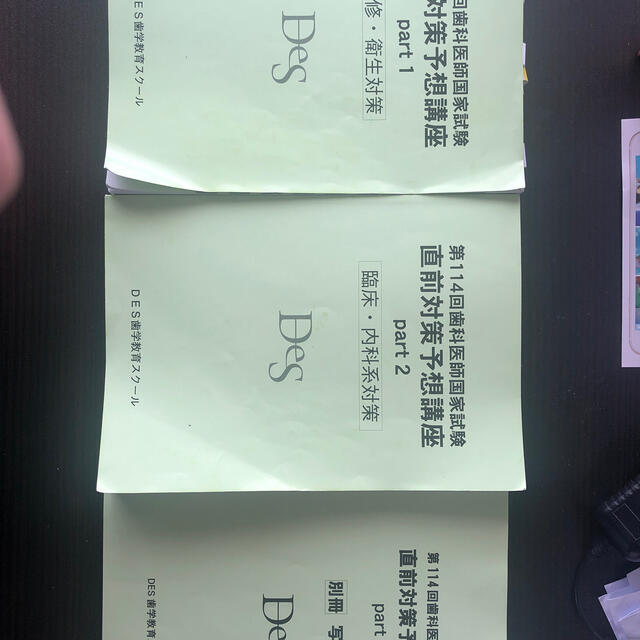 回歯科医師国家試験
対策予想講座
part 1
修・衛生対策
DES
DES歯学教育スクール
第114回歯科医師国家試験
直前対策予想講座
part 2
臨床・内科系対策
DES
DES歯学教育スクール
第114回歯科医
直前対策予
part
別冊 写
DE
DES歯学教育